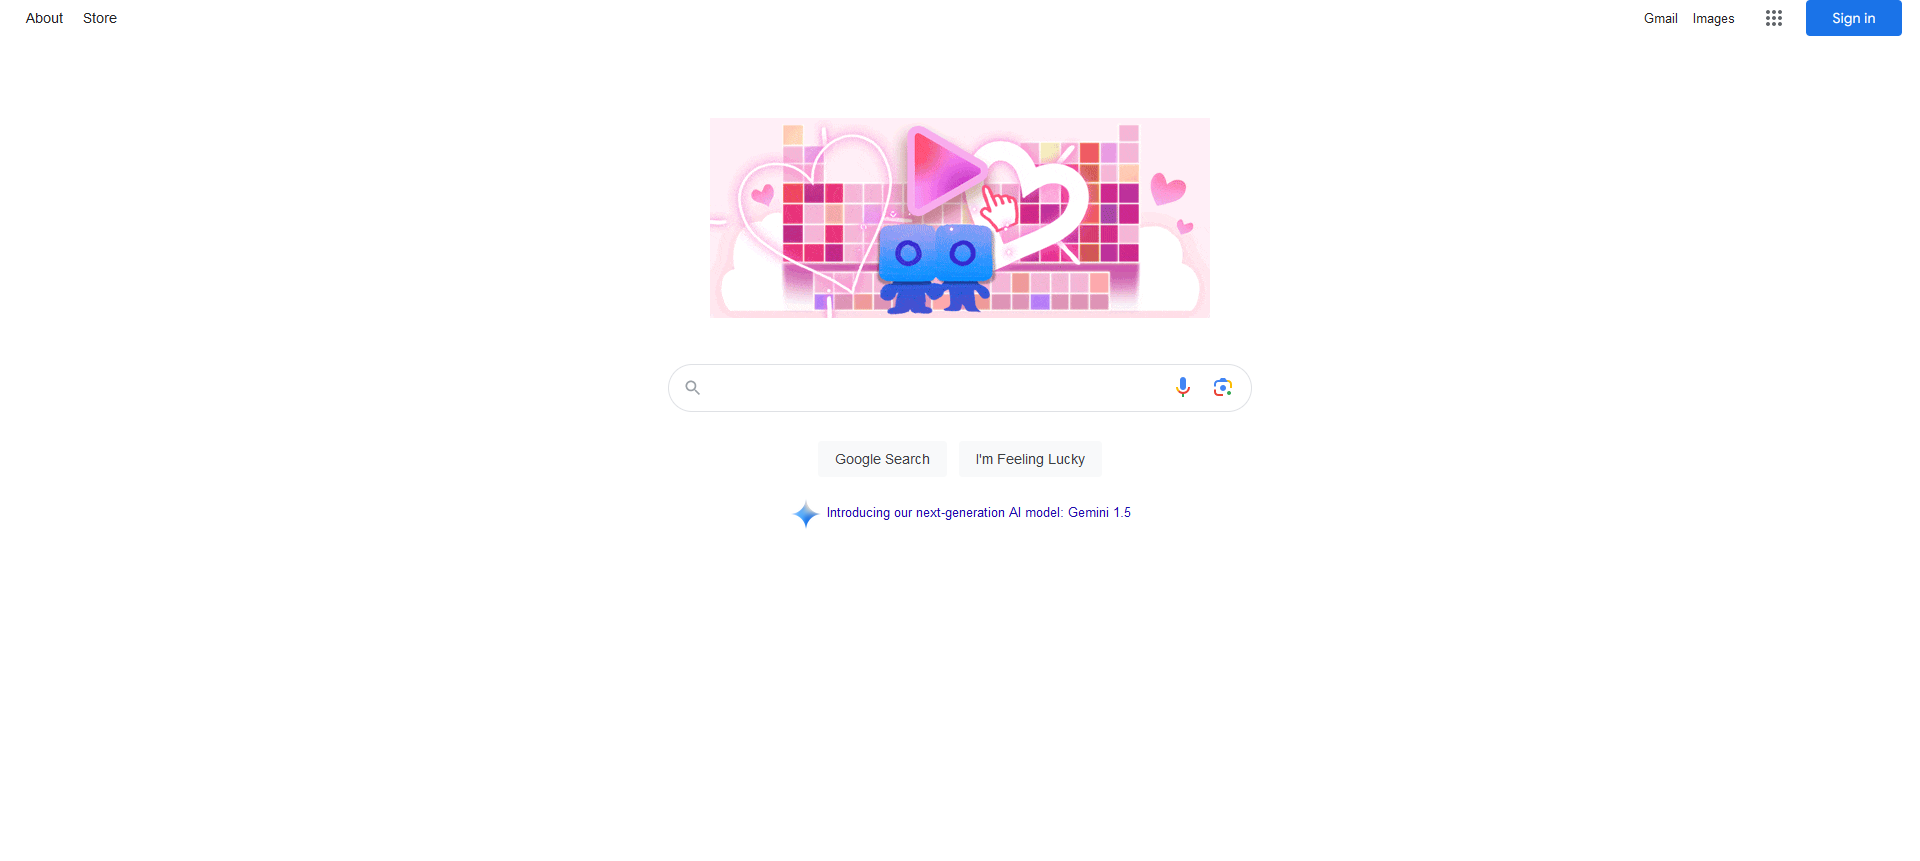 About Store Gmail Images Sign in
Google Search I'm Feeling Lucky
Introducing our next-generation AI model: Gemini 1.5